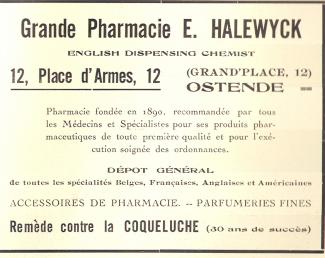 Grande Pharmacie E. HALEWYCK
ENGLISH DISPENSING CHEMIST
12, Place d'Armes, 12 (GRAND'PLACE, 12)
OSTENDE
Pharmacie fondée en 1890, recommandée par tous
les Médecins et Spécialistes pour ses produits phar-
maceutiques de toute première qualité et pour l'exé-
cution soignée des ordonnances.
DÉPOT GÉNÉRAL
de toutes les spécialités Belges, Françaises, Anglaises et Américaines
ACCESSOIRES DE PHARMACIE. -- PARFUMERIES FINES
Remède contre la COQUELUCHE (30 ans de succès)